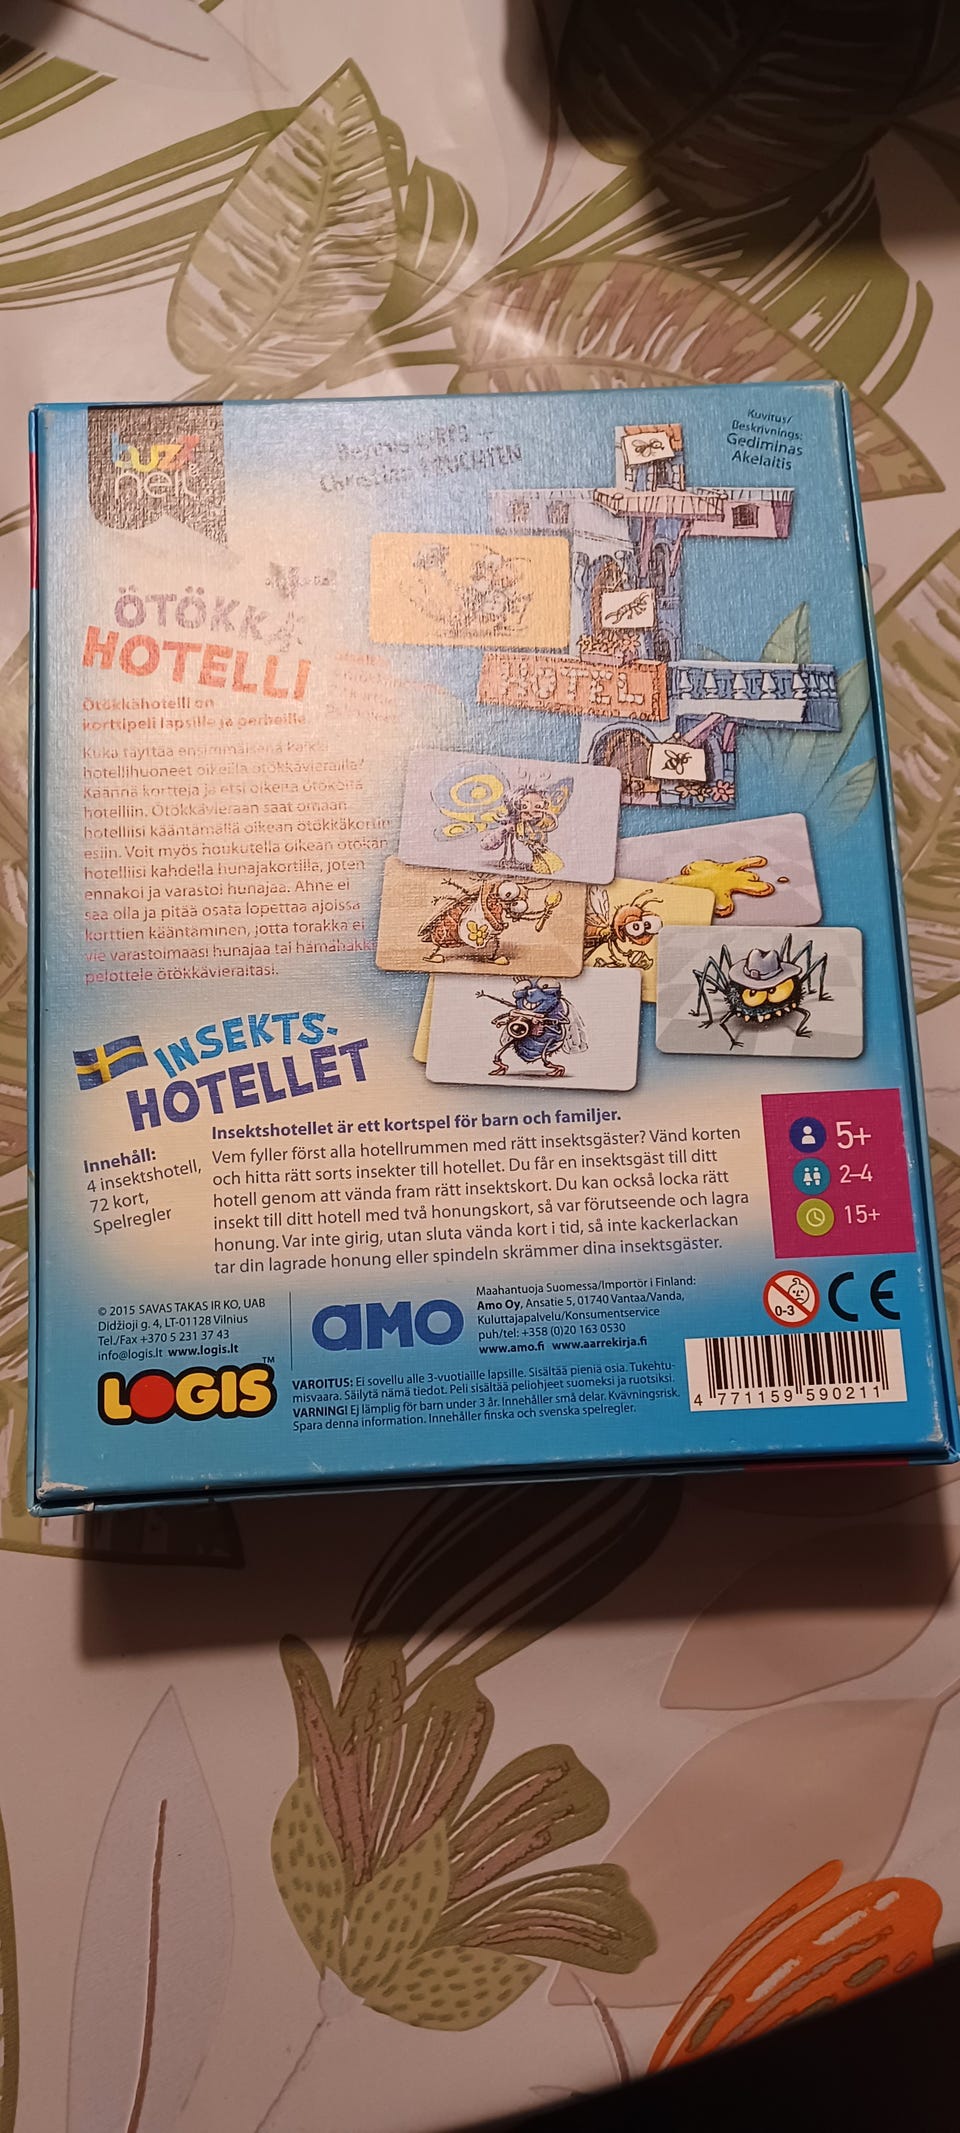 Kuvitus/
Beskrivnings:
Gediminas
Akelaitis
HOTEL
ÖTÖKK
HOTELLI
Ötökkähotelli on
korttipeli lapsille ja perheille.
Kuka täyttää ensimmäisenä kaikki
hotellihuoneet oikeilla ötökkävierailla?
Käännä kortteja ja etsi oikeita ötököitä
hotelliin. Ötökkävieraan saat omaan
hotelliisi kääntämällä oikean ötökkäkortin
esiin. Voit myös houkutella oikean ötökän
hotelliisi kahdella hunajakortilla, joten
ennakoi ja varastoi hunajaa. Ahne ei
saa olla ja pitää osata lopettaa ajoissa
korttien kääntäminen, jotta torakka ei
vie varastoimaasi hunajaa tai hämähäkki
pelottele ötökkävieraitasi.
INSEKTS-
HOTELLET
Innehåll:
4 insektshotell,
72 kort,
Spelregler
Insektshotellet är ett kortspel för barn och familjer.
Vem fyller först alla hotellrummen med rätt insektsgäster? Vänd korten
och hitta rätt sorts insekter till hotellet. Du får en insektsgäst till ditt
hotell genom att vända fram rätt insektskort. Du kan också locka rätt
insekt till ditt hotell med två honungskort, så var förutseende och lagra
honung. Var inte girig, utan sluta vända kort i tid, så inte kackerlackan
tar din lagrade honung eller spindeln skrämmer dina insektsgäster.
5+
2–4
15+
© 2015 SAVAS TAKAS IR KO, UAB
Didžioji g. 4, LT-01128 Vilnius
Tel./Fax +370 5 231 37 43
info@logis.lt www.logis.lt
LOGIS™
AMO
Maahantuoja Suomessa/Importör i Finland:
Amo Oy, Ansatie 5, 01740 Vantaa/Vanda,
Kuluttajapalvelu/Konsumentservice
puh/tel: +358 (0)20 163 0530
www.amo.fi www.aarrekirja.fi
0-3
CE
VAROITUS: Ei sovellu alle 3-vuotiaille lapsille. Sisältää pieniä osia. Tukehtu-
misvaara. Säilytä nämä tiedot. Peli sisältää peliohjeet suomeksi ja ruotsiksi.
VARNING! Ej lämplig för barn under 3 år. Innehåller små delar. Kvävningsrisk.
Spara denna information. Innehåller finska och svenska spelregler.
4 771159 590211